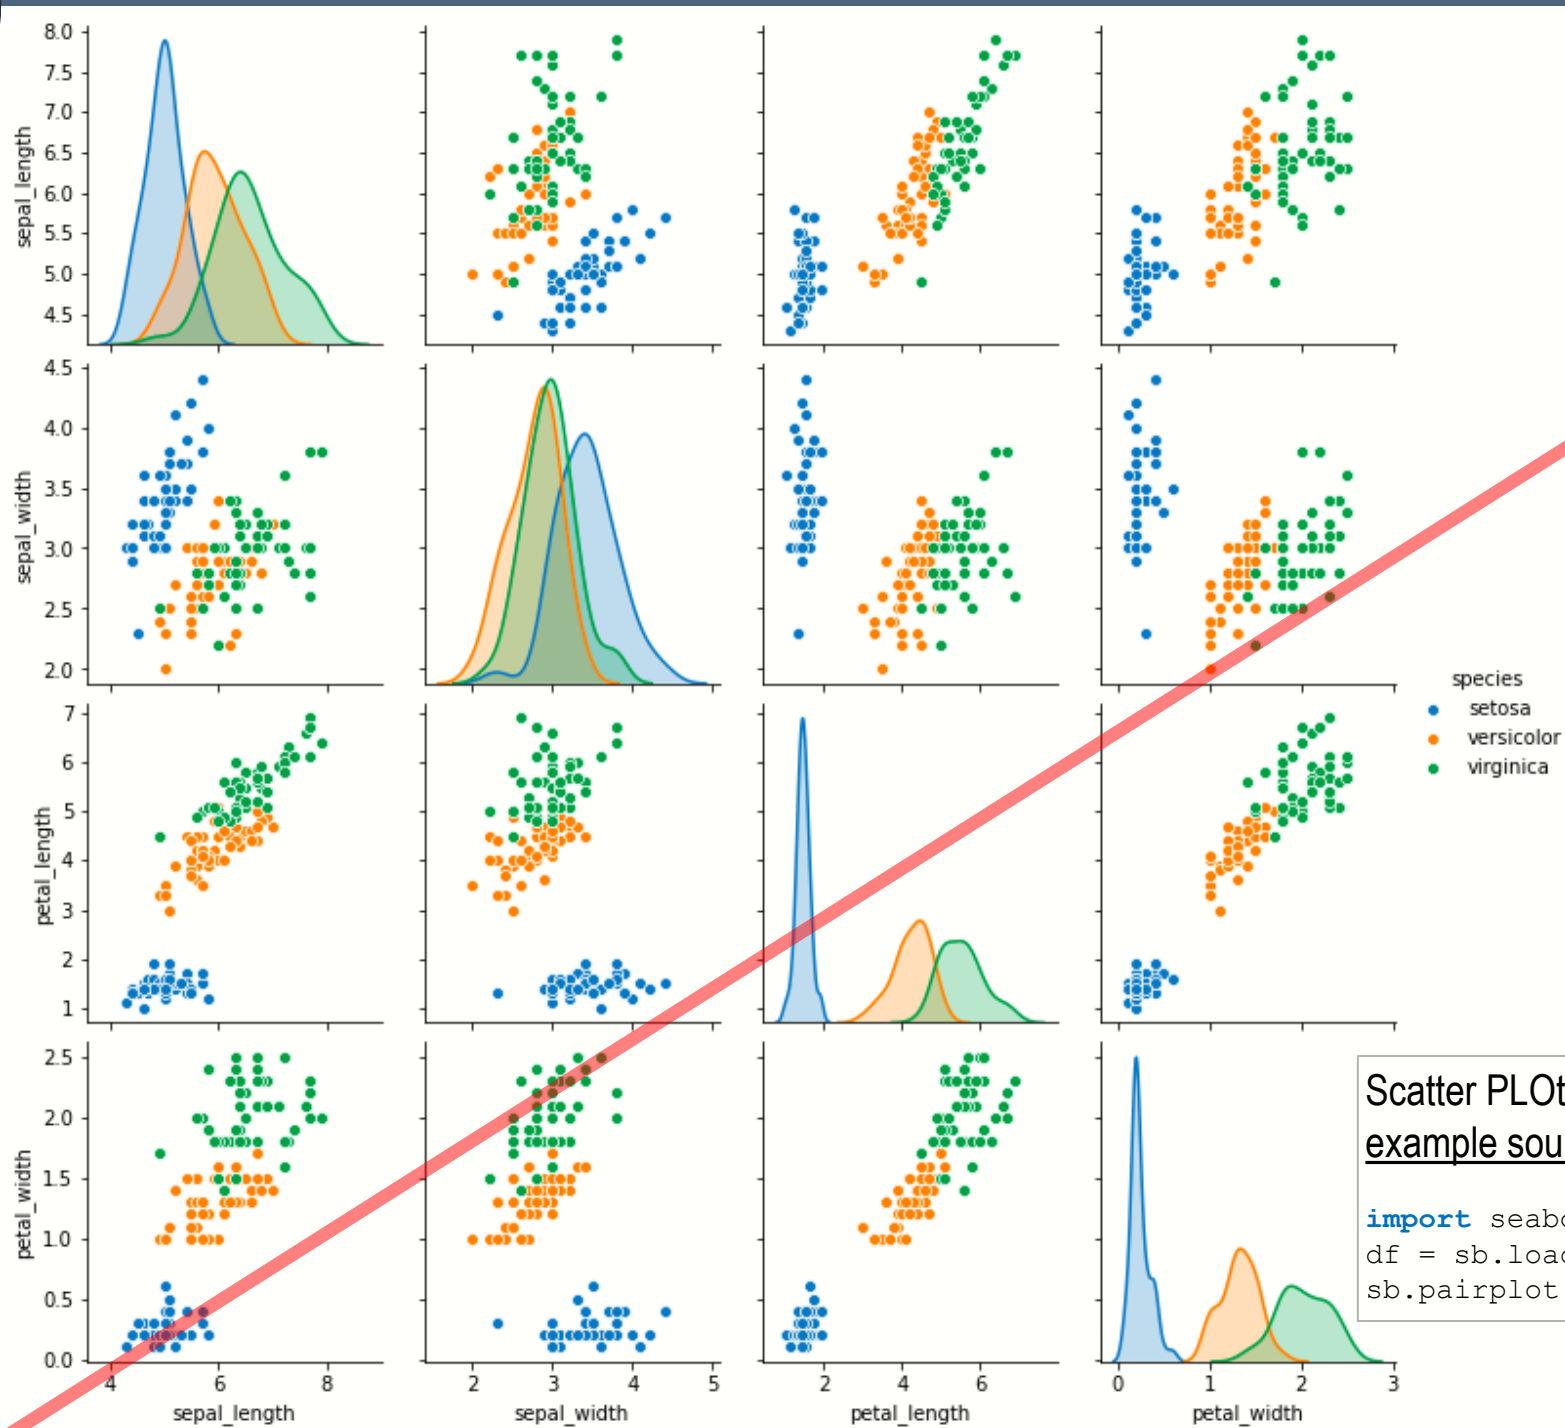 8.0
7.5
7.0
6.5
6.0
5.5
5.0
4.5
sepal_length
4.5
4.0
3.5
3.0
2.5
2.0
sepal_width
7
6
5
4
3
2
1
petal_length
species
setosa
versicolor
virginica
2.5
2.0
1.5
1.0
0.5
0.0
petal_width
4 6 8
sepal_length
2 3 4 5
sepal_width
2 4 6
petal_length
0 1 2 3
petal_width
Scatter PLOt
example
import
df = sb.
sb.pairplot